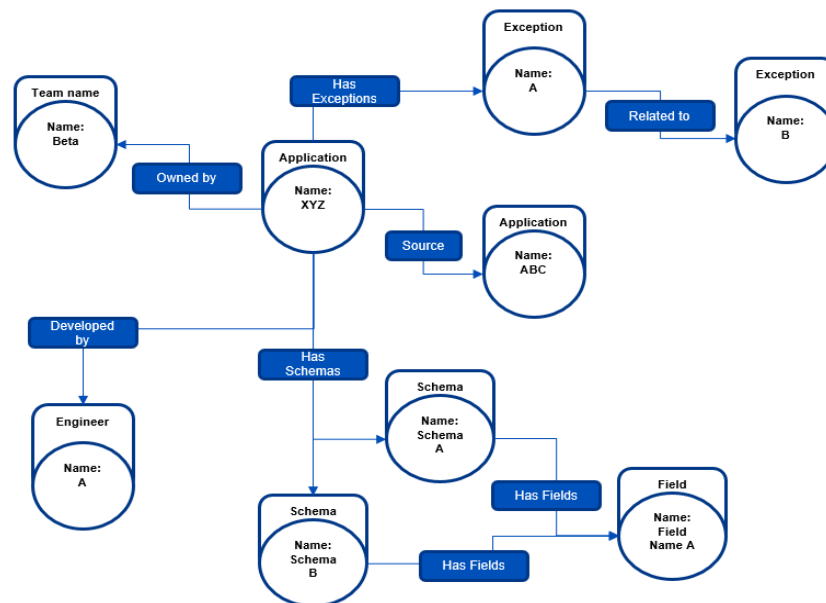 Exception
Name:
A
Has
Exceptions
Exception
Name:
B
Related to
Team name
Name:
Beta
Owned by
Application
Name:
XYZ
Source
Application
Name:
ABC
Developed
by
Has
Schemas
Engineer
Name:
A
Schema
Name:
Schema
A
Has Fields
Field
Name:
Field
Name A
Schema
Name:
Schema
B
Has Fields